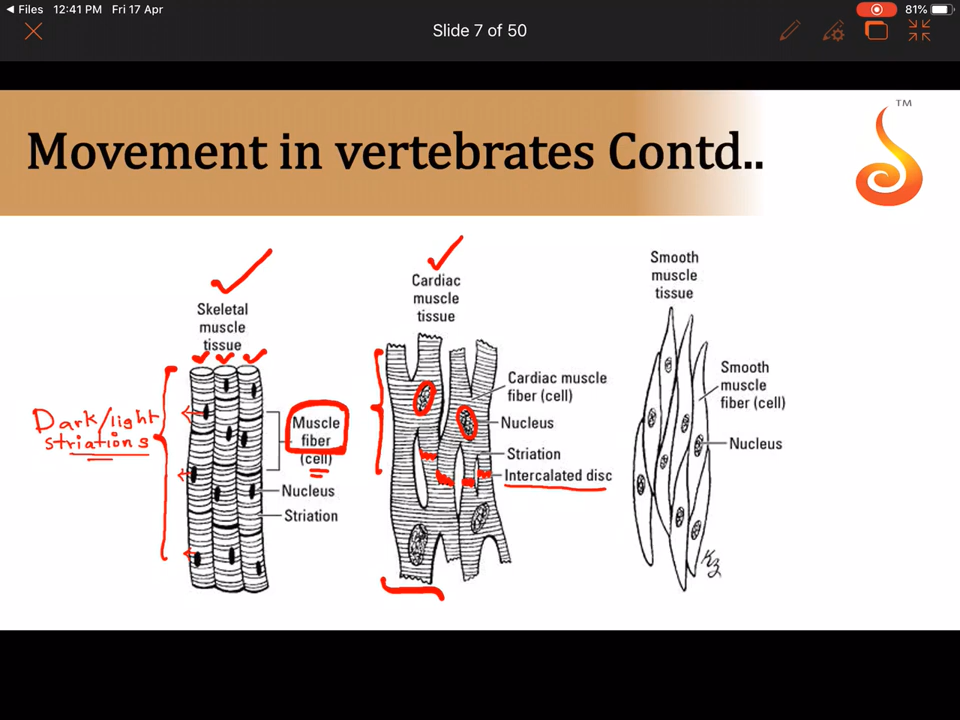 Files 12:41 PM Fri 17 Apr 81%
Slide 7 of 50
TM
Movement in vertebrates Contd..
Skeletal
muscle
tissue
Dark/light
striations
Muscle
fiber
(cell)
Nucleus
Striation
Cardiac
muscle
tissue
Cardiac muscle
fiber (cell)
Nucleus
Striation
Intercalated disc
Smooth
muscle
tissue
Smooth
muscle
fiber (cell)
Nucleus